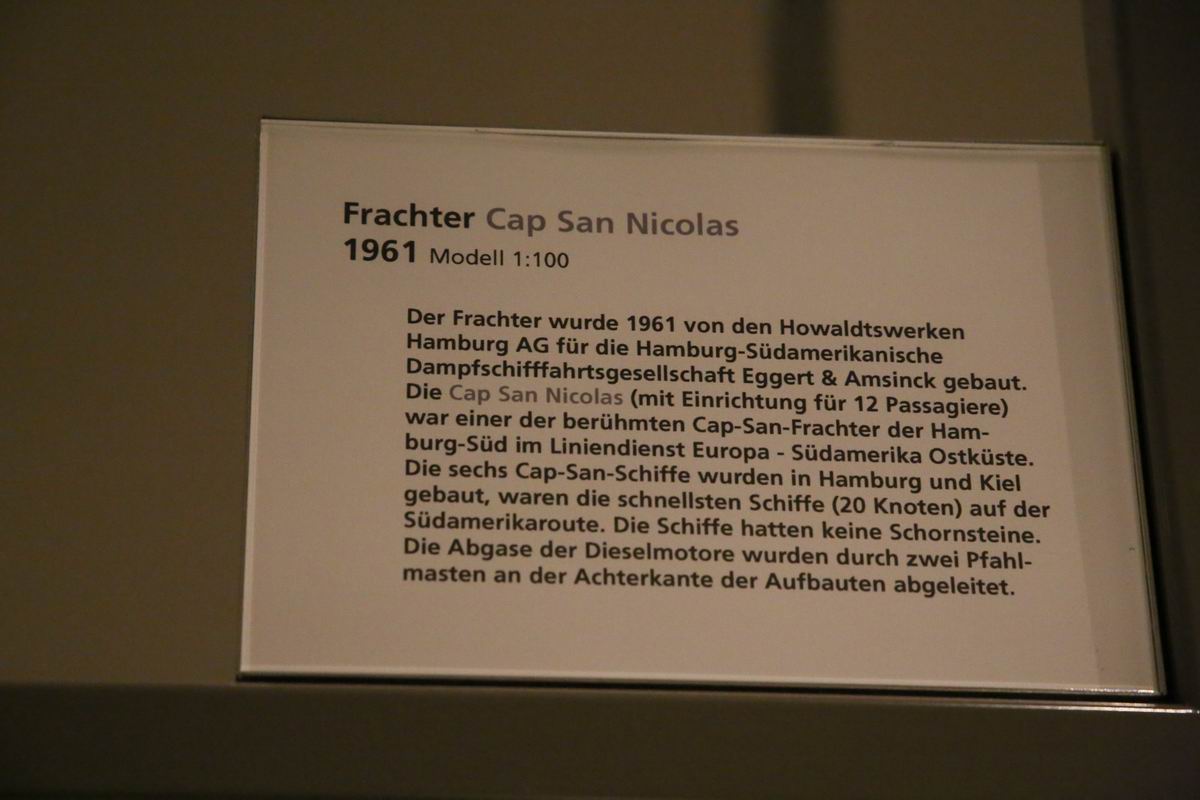 Frachter Cap San Nicolas
1961 Modell 1:100
Der Frachter wurde 1961 von den Howaldtswerken
Hamburg AG für die Hamburg-Südamerikanische
Dampfschifffahrtsgesellschaft Eggert & Amsinck gebaut.
Die Cap San Nicolas (mit Einrichtung für 12 Passagiere)
war einer der berühmten Cap-San-Frachter der Ham-
burg-Süd im Liniendienst Europa - Südamerika Ostküste.
Die sechs Cap-San-Schiffe wurden in Hamburg und Kiel
gebaut, waren die schnellsten Schiffe (20 Knoten) auf der
Südamerikaroute. Die Schiffe hatten keine Schornsteine.
Die Abgase der Dieselmotore wurden durch zwei Pfahl-
masten an der Achterkante der Aufbauten abgeleitet.